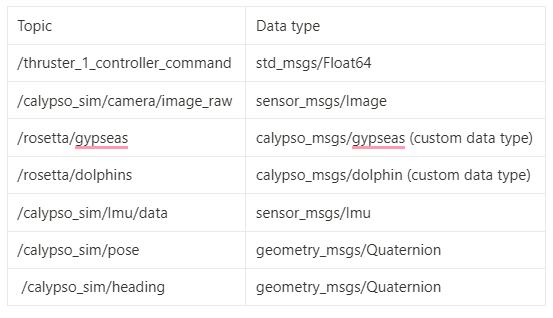 Topic Data type
/thruster_1_controller_command std_msgs/Float64
/calypso_sim/camera/image_raw sensor_msgs/Image
/rosetta/gypseas calypso_msgs/gypseas (custom data type)
/rosetta/dolphins calypso_msgs/dolphin (custom data type)
/calypso_sim/Imu/data sensor_msgs/Imu
/calypso_sim/pose geometry_msgs/Quaternion
/calypso_sim/heading geometry_msgs/Quaternion